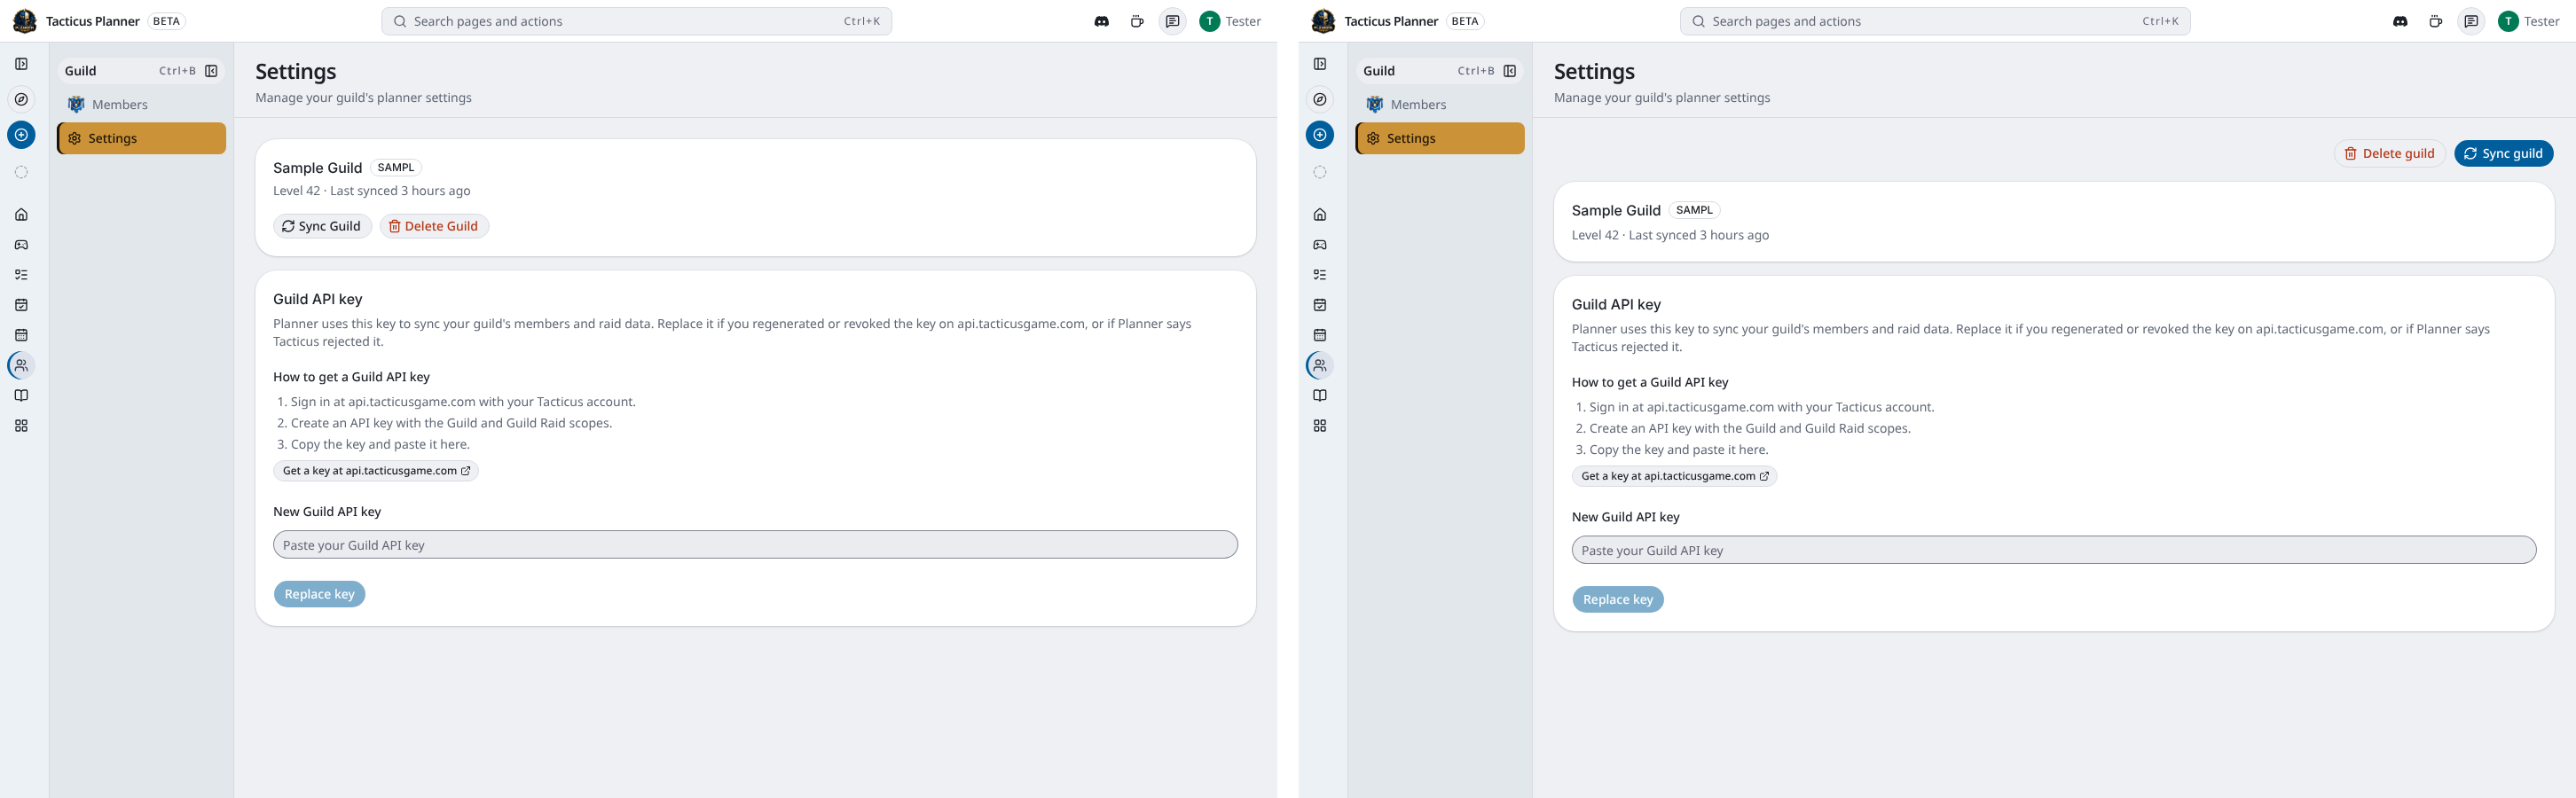 Tacticus Planner BETA
Search pages and actions Ctrl+K
T Tester
Guild Ctrl+B
Members
Settings
Settings
Manage your guild's planner settings
Sample Guild SAMPL
Level 42 · Last synced 3 hours ago
Sync Guild Delete Guild
Guild API key
Planner uses this key to sync your guild's members and raid data. Replace it if you regenerated or revoked the key on api.tacticusgame.com, or if Planner says
Tacticus rejected it.
How to get a Guild API key
1. Sign in at api.tacticusgame.com with your Tacticus account.
2. Create an API key with the Guild and Guild Raid scopes.
3. Copy the key and paste it here.
Get a key at api.tacticusgame.com
New Guild API key
Paste your Guild API key
Replace key
Tacticus Planner BETA
Search pages and actions Ctrl+K
T Tester
Guild Ctrl+B
Members
Settings
Settings
Manage your guild's planner settings
Delete guild Sync guild
Sample Guild SAMPL
Level 42 · Last synced 3 hours ago
Guild API key
Planner uses this key to sync your guild's members and raid data. Replace it if you regenerated or revoked the key on api.tacticusgame.com, or if Planner says
Tacticus rejected it.
How to get a Guild API key
1. Sign in at api.tacticusgame.com with your Tacticus account.
2. Create an API key with the Guild and Guild Raid scopes.
3. Copy the key and paste it here.
Get a key at api.tacticusgame.com
New Guild API key
Paste your Guild API key
Replace key